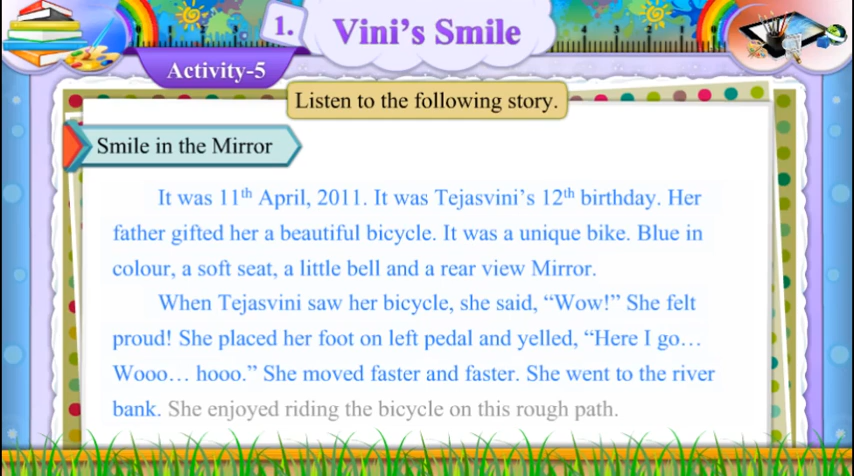 1.
Vini's Smile
Activity-5
Listen to the following story.
Smile in the Mirror
It was 11th April, 2011. It was Tejasvini's 12th birthday. Her
father gifted her a beautiful bicycle. It was a unique bike. Blue in
colour, a soft seat, a little bell and a rear view Mirror.
When Tejasvini saw her bicycle, she said, “Wow!” She felt
proud! She placed her foot on left pedal and yelled, “Here I go…
Wooo… hooo.” She moved faster and faster. She went to the river
bank. She enjoyed riding the bicycle on this rough path.